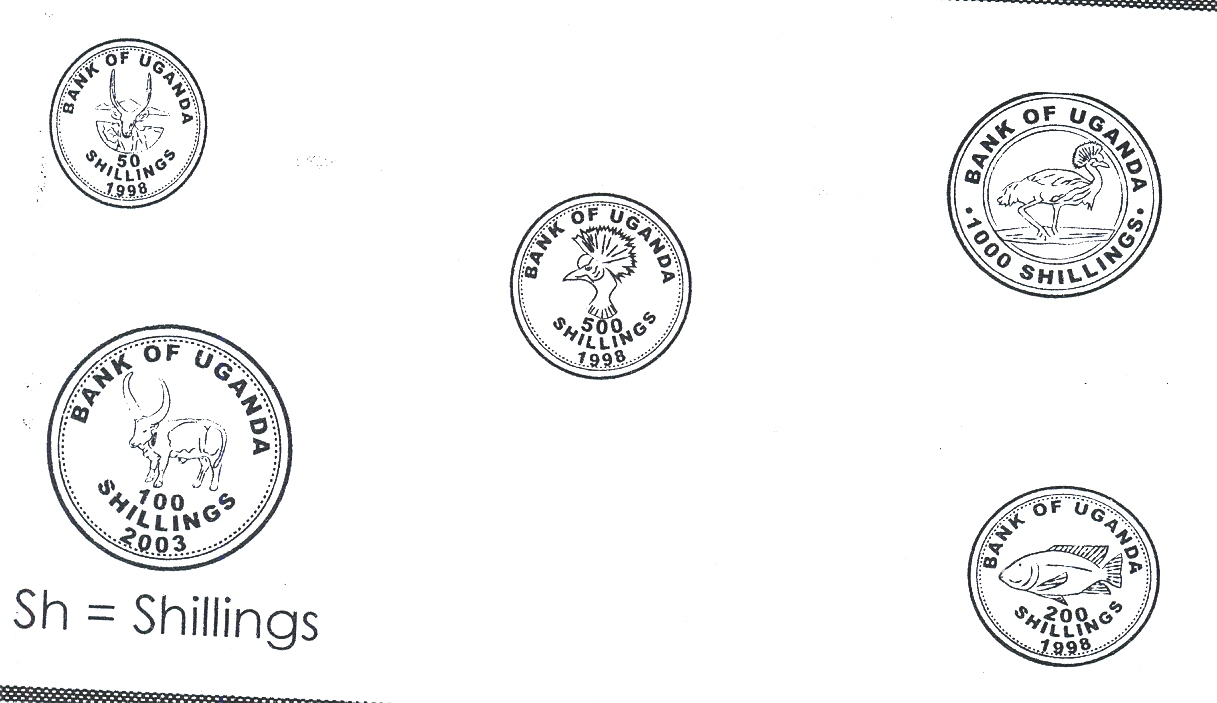 BANK OF UGANDA
50
SHILLINGS
1998
BANK OF UGANDA
1000 SHILLINGS
BANK OF UGANDA
500
SHILLINGS
1998
BANK OF UGANDA
100
SHILLINGS
2003
BANK OF UGANDA
200
SHILLINGS
1998
Sh = Shillings